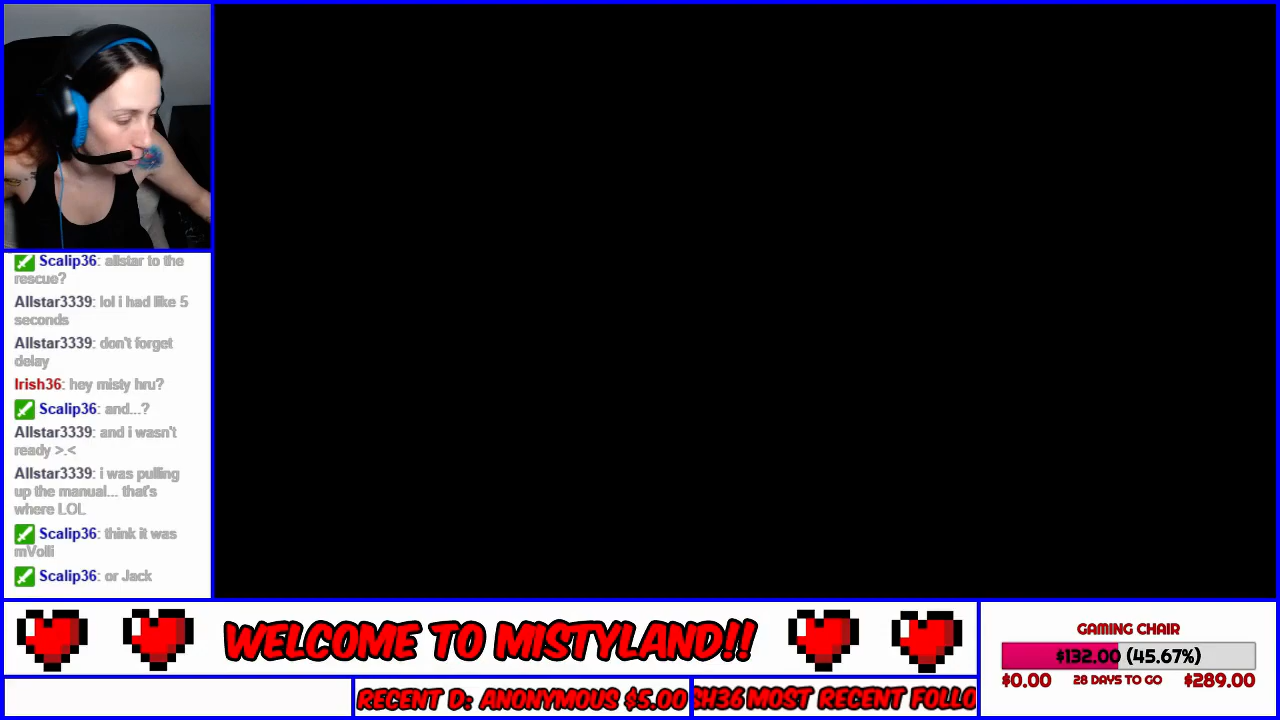 Scalip36: allstar to the
rescue?
Allstar3339: lol i had like 5
seconds
Allstar3339: don't forget
delay
Irish36: hey misty hru?
Scalip36: and...?
Allstar3339: and i wasn't
ready >.<
Allstar3339: i was pulling
up the manual... that's
where LOL
Scalip36: think it was
mVolli
Scalip36: or Jack
WELCOME TO MISTYLAND!!
GAMING CHAIR
$132.00 (45.67%)
$0.00 28 DAYS TO GO $289.00
RECENT D: ANONYMOUS $5.00
SH36 MOST RECENT FOLLO